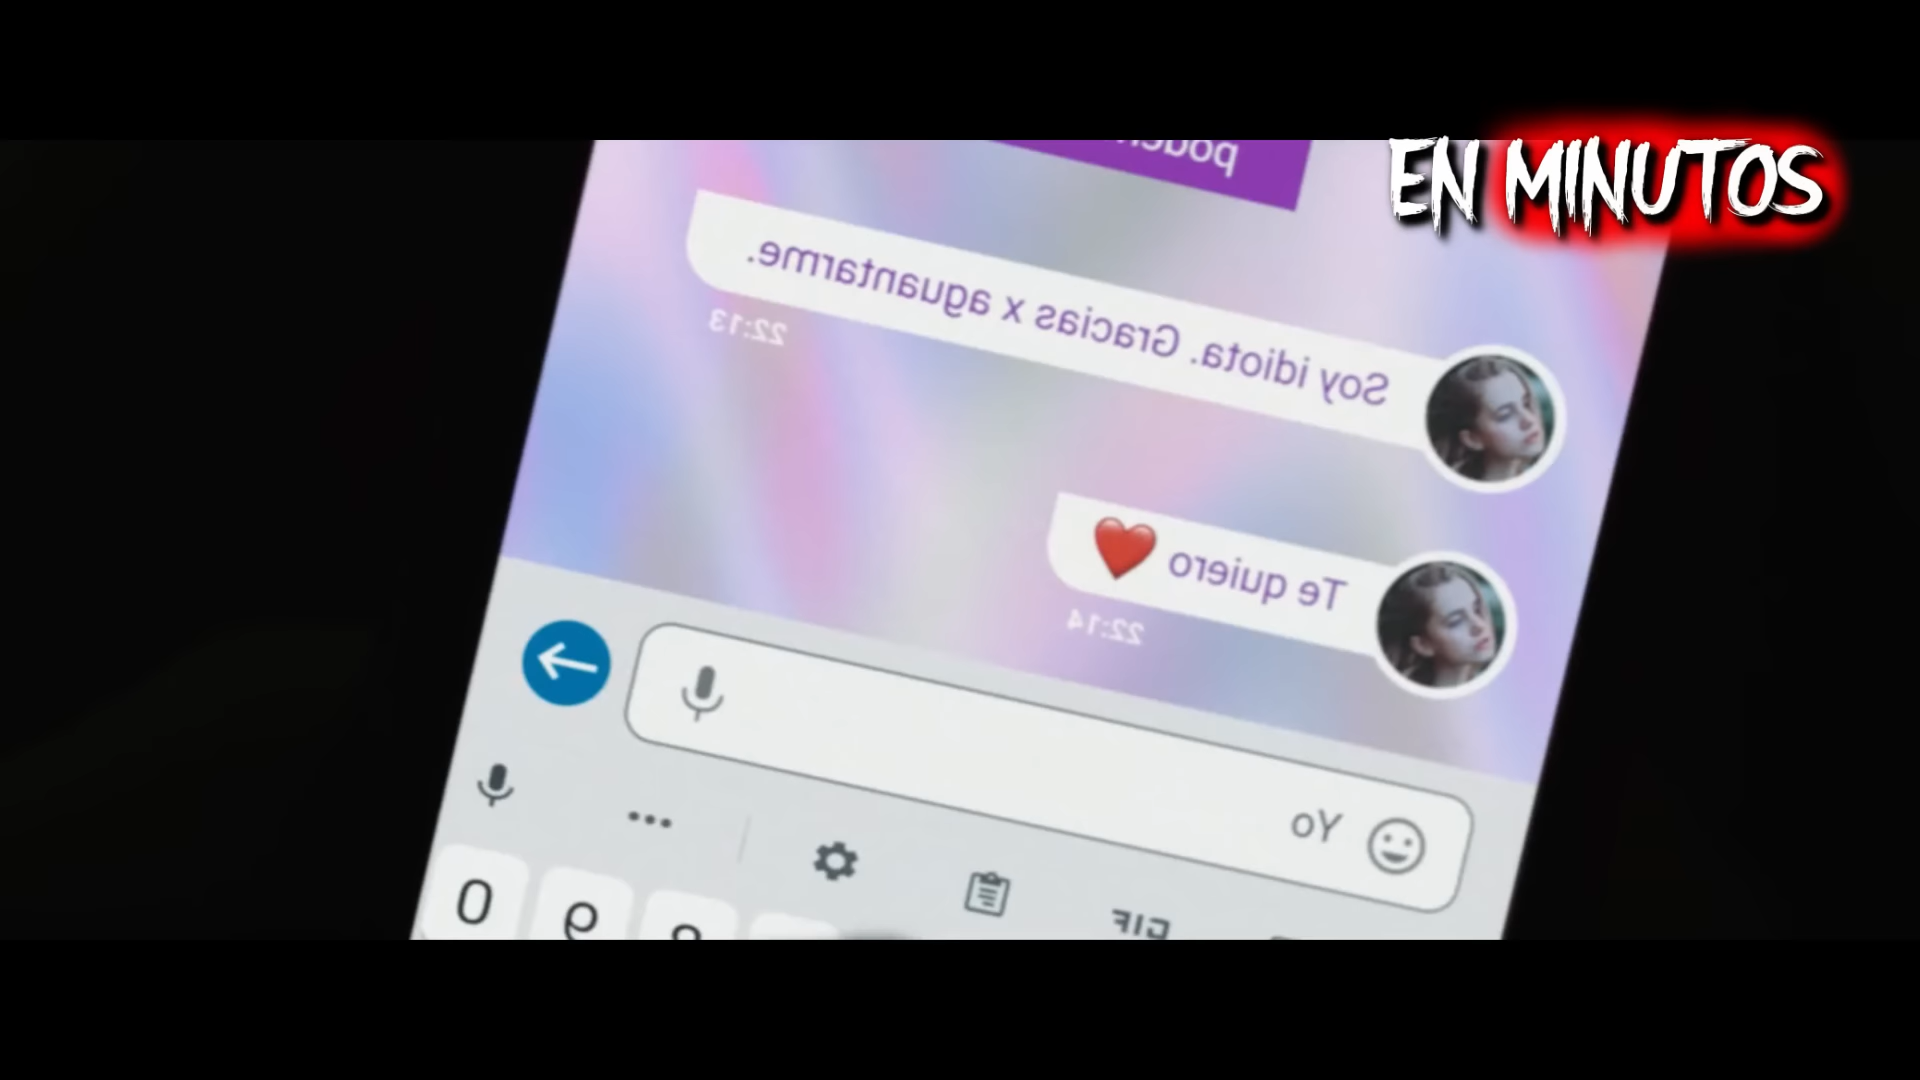 EN MINUTOS
Soy idiota. Gracias x aguantarme.
22:13
Te quiero ❤️
22:14
Yo
GIF
9 0